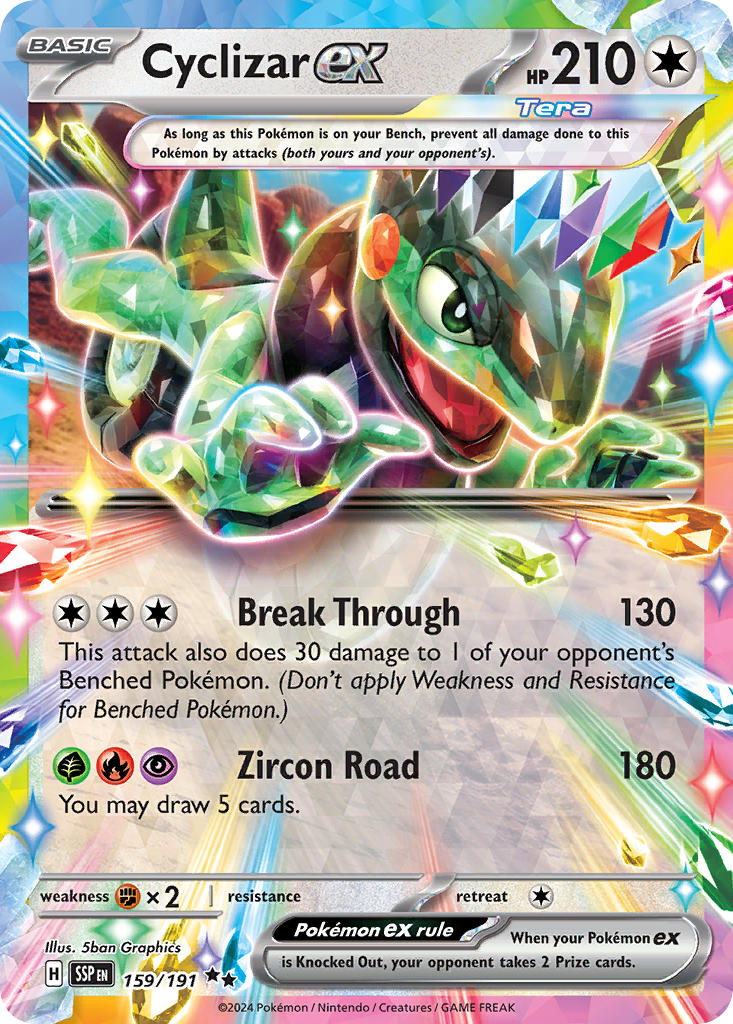 BASIC
Cyclizar ex
HP 210
Tera
As long as this Pokémon is on your Bench, prevent all damage done to this
Pokémon by attacks (both yours and your opponent's).
Break Through 130
This attack also does 30 damage to 1 of your opponent's
Benched Pokémon. (Don't apply Weakness and Resistance
for Benched Pokémon.)
Zircon Road 180
You may draw 5 cards.
weakness ×2 resistance retreat
Illus. 5ban Graphics
Pokémon ex rule When your Pokémon ex
is Knocked Out, your opponent takes 2 Prize cards.
H SSP EN 159/191
©2024 Pokémon / Nintendo / Creatures / GAME FREAK